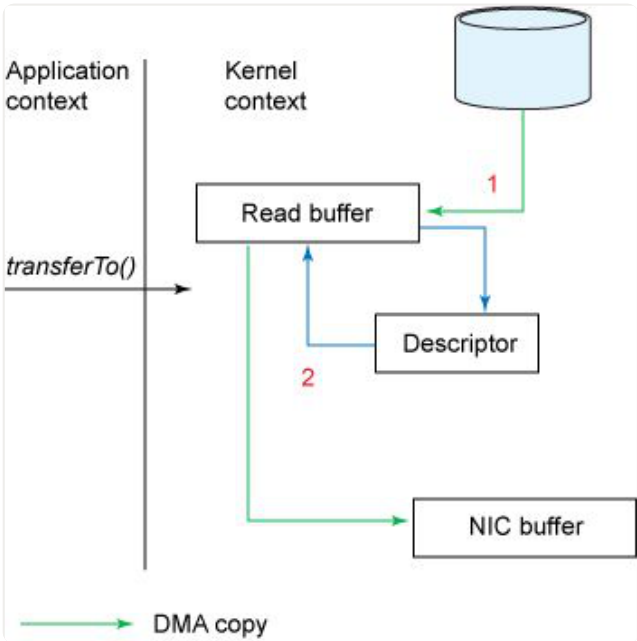 Application
context
Kernel
context
1
Read buffer
transferTo()
Descriptor
2
NIC buffer
DMA copy